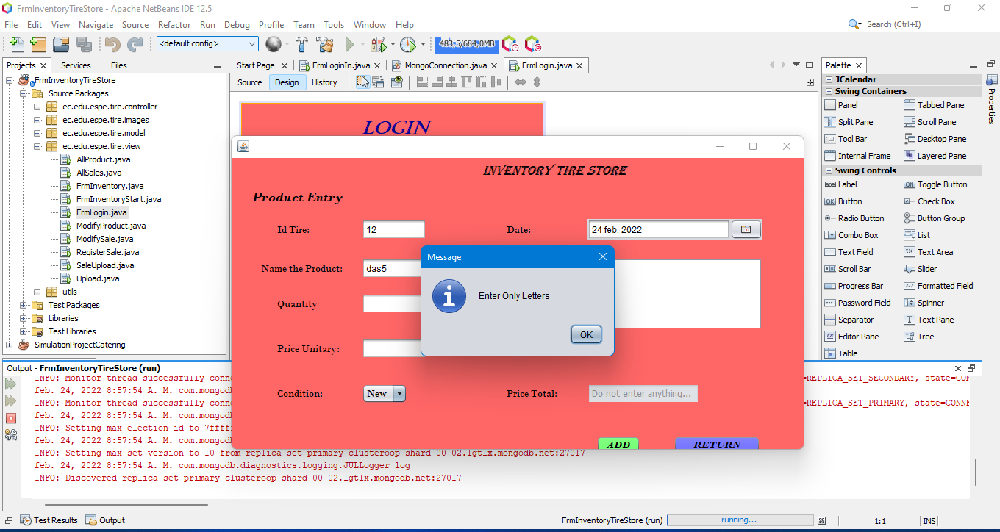 FrmInventoryTireStore - Apache NetBeans IDE 12.5
File Edit View Navigate Source Refactor Run Debug Profile Team Tools Window Help
Search (Ctrl+I)
<default config>
483,5/684,0MB
Projects Services Files
Start Page FrmLoginIn.java MongoConnection.java FrmLogin.java
Source Design History
FrmInventoryTireStore
Source Packages
ec.edu.espe.tire.controller
ec.edu.espe.tire.images
ec.edu.espe.tire.model
ec.edu.espe.tire.view
AllProduct.java
AllSales.java
FrmInventory.java
FrmInventoryStart.java
FrmLogin.java
ModifyProduct.java
ModifySale.java
RegisterSale.java
SaleUpload.java
Upload.java
utils
Test Packages
Libraries
Test Libraries
SimulationProjectCatering
LOGIN
INVENTORY TIRE STORE
Product Entry
Id Tire: 12
Date: 24 feb. 2022
Name the Product: das5
Quantity
Price Unitary:
Condition: New
Price Total: Do not enter anything...
ADD RETURN
Message
Enter Only Letters
OK
Palette
JCalendar
Swing Containers
Panel Tabbed Pane
Split Pane Scroll Pane
Tool Bar Desktop Pane
Internal Frame Layered Pane
Swing Controls
Label Toggle Button
Button Check Box
Radio Button Button Group
Combo Box List
Text Field Text Area
Scroll Bar Slider
Progress Bar Formatted Field
Password Field Spinner
Separator Text Pane
Editor Pane Tree
Table
Properties
Output - FrmInventoryTireStore (run)
INFO: Monitor thread successfully conn =REPLICA_SET_SECONDARY, state=CON
feb. 24, 2022 8:57:54 A. M. com.mongod
INFO: Monitor thread successfully conn =REPLICA_SET_PRIMARY, state=CONNE
feb. 24, 2022 8:57:54 A. M. com.mongod
INFO: Setting max election id to 7fffff
feb. 24, 2022 8:57:54 A. M. com.mongod
INFO: Setting max set version to 10 from replica set primary clusteroop-shard-00-02.lgtlx.mongodb.net:27017
feb. 24, 2022 8:57:54 A. M. com.mongodb.diagnostics.logging.JULLogger log
INFO: Discovered replica set primary clusteroop-shard-00-02.lgtlx.mongodb.net:27017
Test Results Output
FrmInventoryTireStore (run) running... 1:1 INS